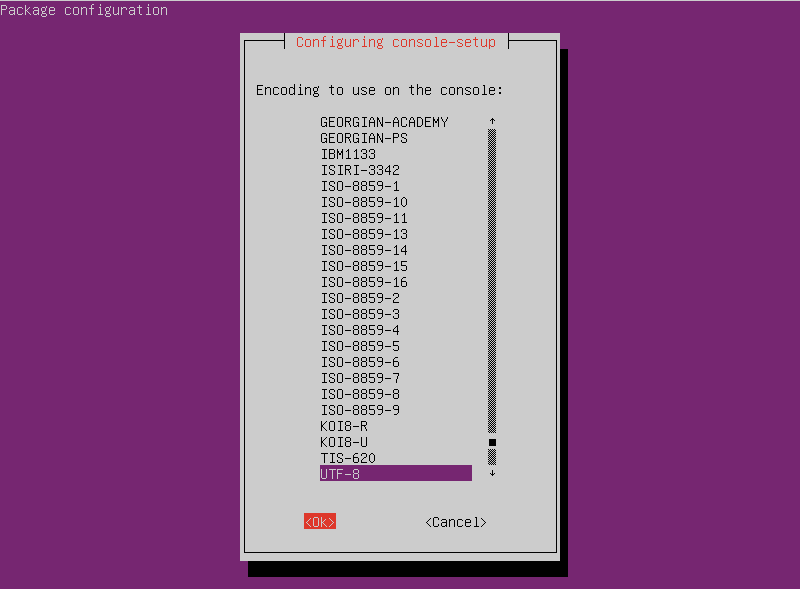 Package configuration
Configuring console-setup
Encoding to use on the console:
GEORGIAN-ACADEMY
GEORGIAN-PS
IBM1133
ISIRI-3342
ISO-8859-1
ISO-8859-10
ISO-8859-11
ISO-8859-13
ISO-8859-14
ISO-8859-15
ISO-8859-16
ISO-8859-2
ISO-8859-3
ISO-8859-4
ISO-8859-5
ISO-8859-6
ISO-8859-7
ISO-8859-8
ISO-8859-9
KOI8-R
KOI8-U
TIS-620
UTF-8
<Ok> <Cancel>